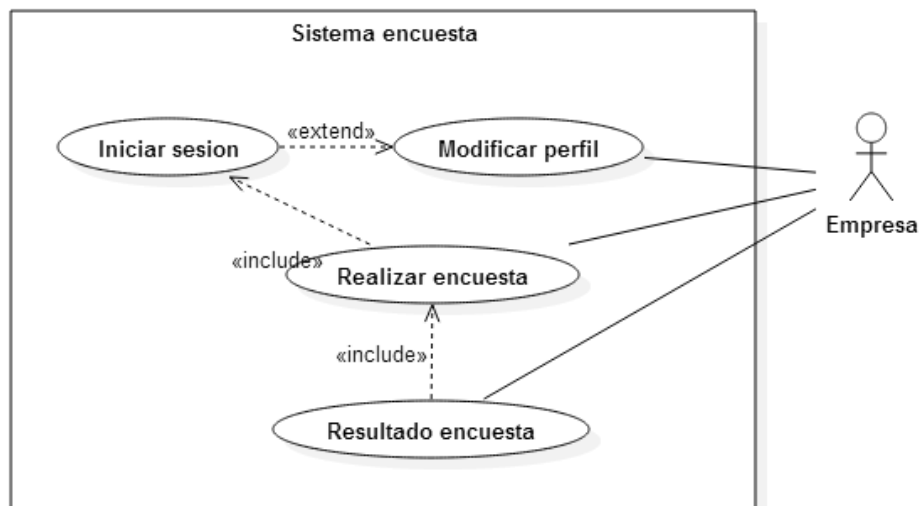 Sistema encuesta
«extend»
Iniciar sesion
Modificar perfil
Empresa
«include»
Realizar encuesta
«include»
Resultado encuesta